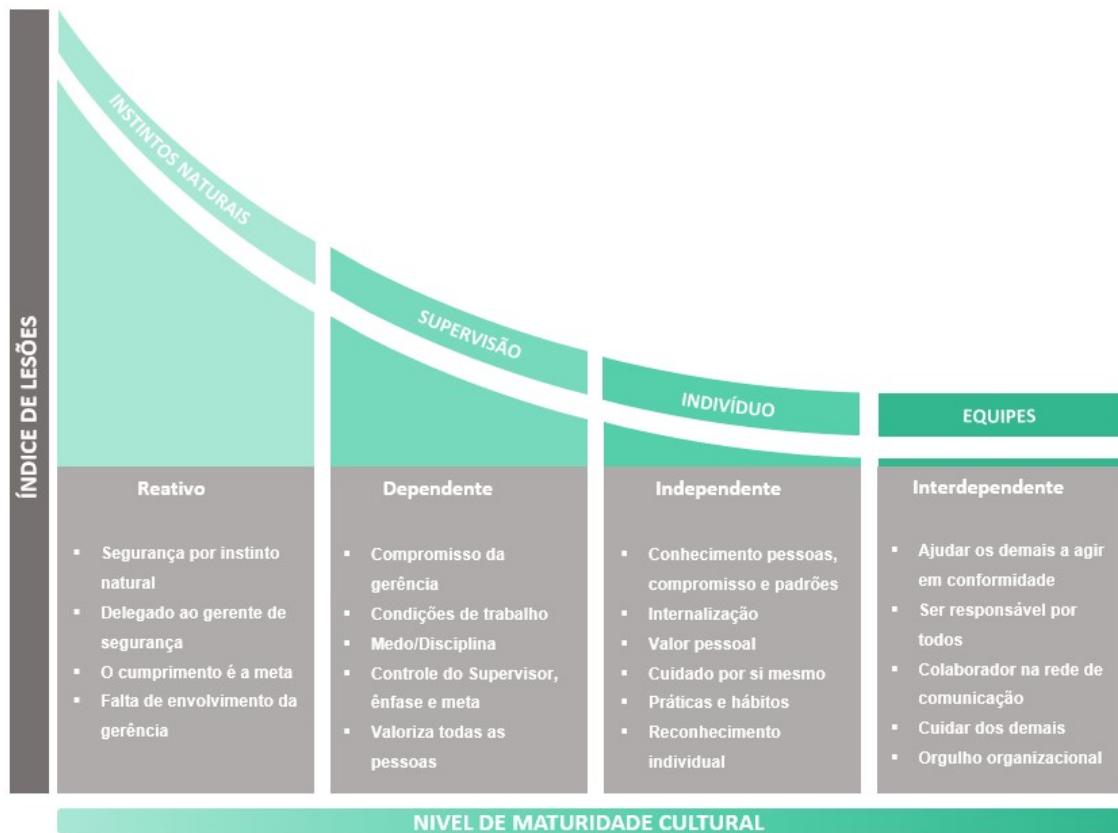 ÍNDICE DE LESÕES
INSTINTOS NATURAIS
SUPERVISÃO
INDIVÍDUO
EQUIPES
Reativo
▪ Segurança por instinto
natural
▪ Delegado ao gerente de
segurança
▪ O cumprimento é a meta
▪ Falta de envolvimento da
gerência
Dependente
▪ Compromisso da
gerência
▪ Condições de trabalho
▪ Medo/Disciplina
▪ Controle do Supervisor,
ênfase e meta
▪ Valoriza todas as
pessoas
Independente
▪ Conhecimento pessoas,
compromisso e padrões
▪ Internalização
▪ Valor pessoal
▪ Cuidado por si mesmo
▪ Práticas e hábitos
▪ Reconhecimento
individual
Interdependente
▪ Ajudar os demais a agir
em conformidade
▪ Ser responsável por
todos
▪ Colaborador na rede de
comunicação
▪ Cuidar dos demais
▪ Orgulho organizacional
NIVEL DE MATURIDADE CULTURAL